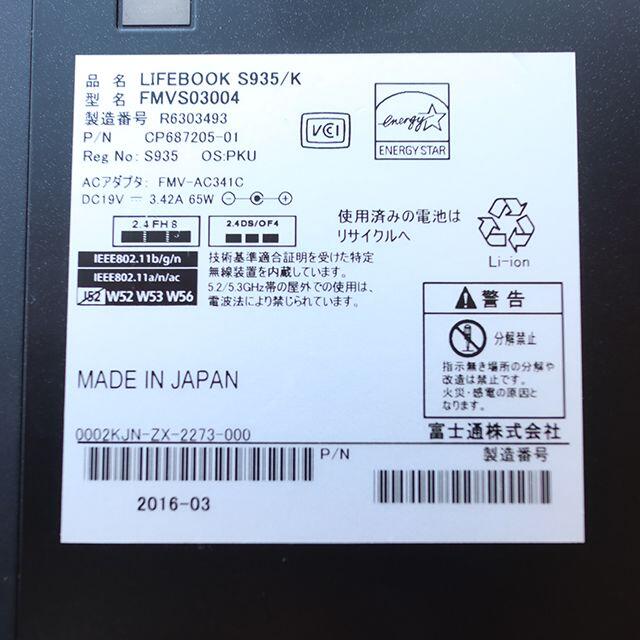 品 名 LIFEBOOK S935/K
型 名 FMVS03004
製造番号 R6303493
P/N CP687205-01
Reg No: S935 OS:PKU
ACアダプタ: FMV-AC341C
DC19V 3.42A 65W
VCI
energy
ENERGY STAR
2.4FH8
2.4DS/OF4
IEEE802.11b/g/n
IEEE802.11a/n/ac
J52 W52 W53 W56
技術基準適合証明を受けた特定
無線装置を内蔵しています。
5.2/5.3GHz帯の屋外での使用は、
電波法により禁じられています。
使用済みの電池は
リサイクルへ
Li-ion
警告
分解禁止
指示無き場所の分解や
改造は禁止です。
火災・感電の原因と
なります。
MADE IN JAPAN
富士通株式会社
0002KJN-ZX-2273-000
P/N
製造番号
2016-03